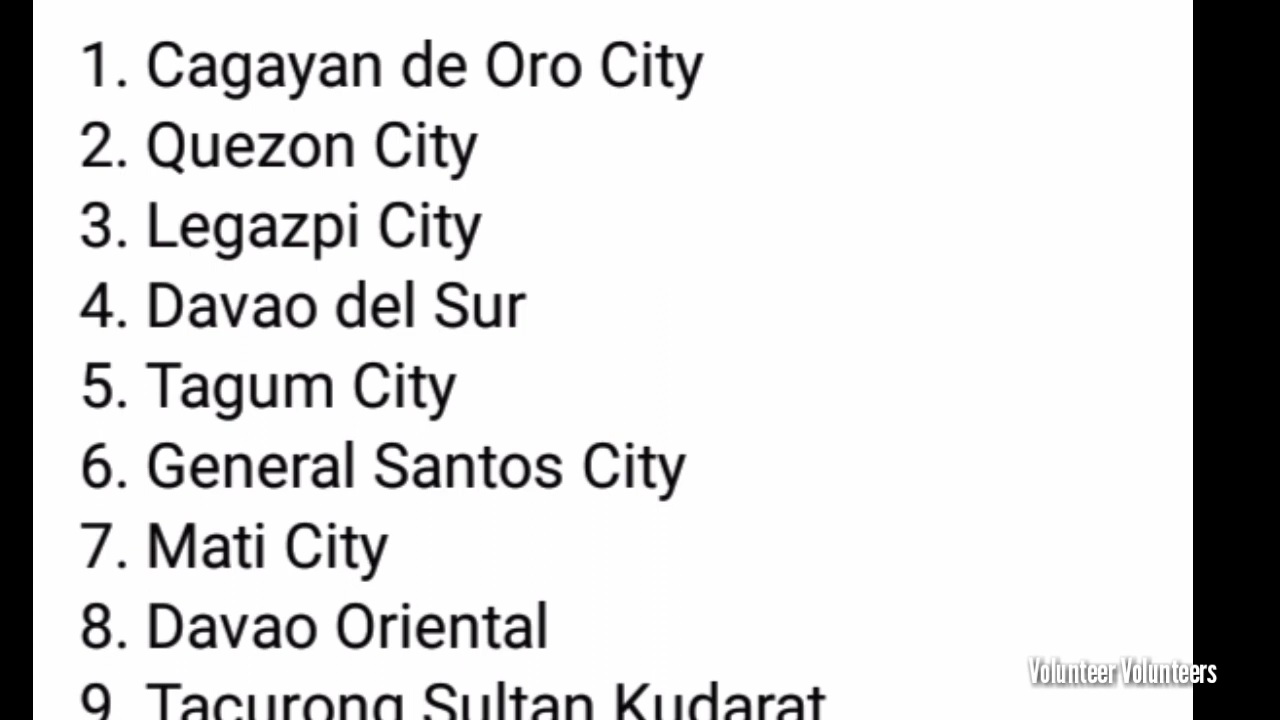 1. Cagayan de Oro City
2. Quezon City
3. Legazpi City
4. Davao del Sur
5. Tagum City
6. General Santos City
7. Mati City
8. Davao Oriental
9. Tacurong Sultan Kudarat
Volunteer Volunteers